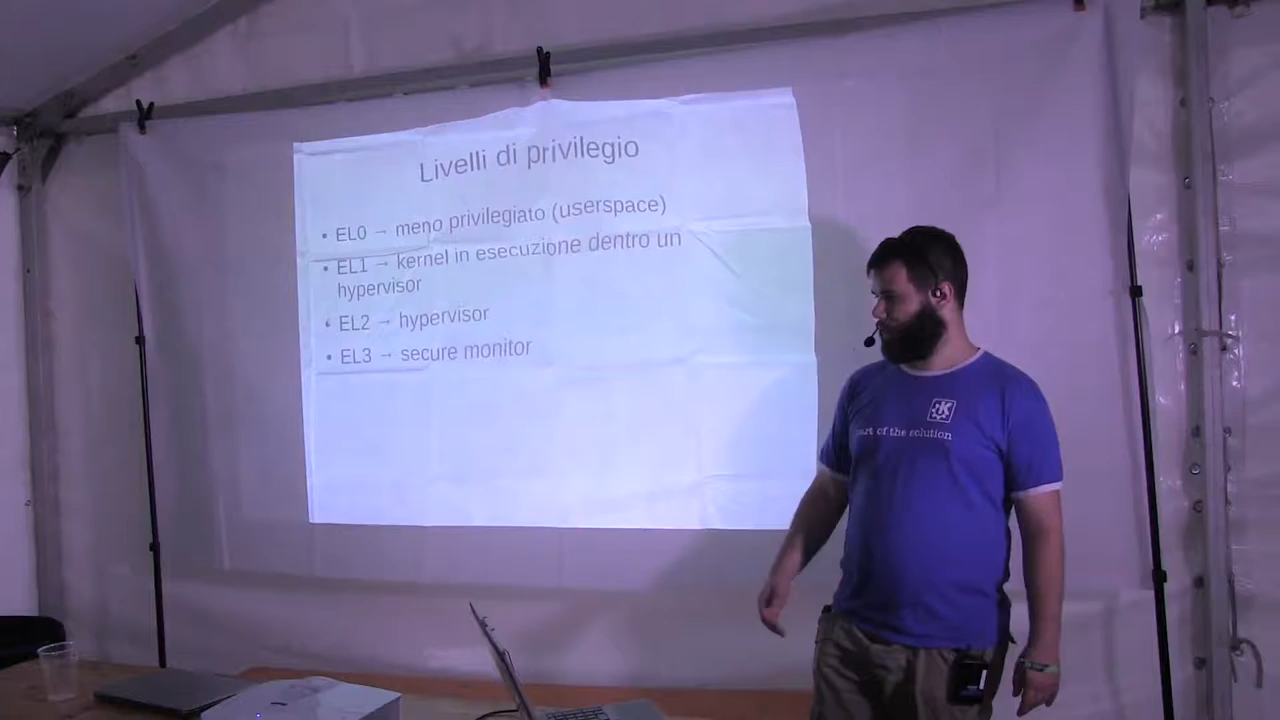 Livelli di privilegio
• EL0 → meno privilegiato (userspace)
• EL1 → kernel in esecuzione dentro un
hypervisor
• EL2 → hypervisor
• EL3 → secure monitor
K
part of the solution